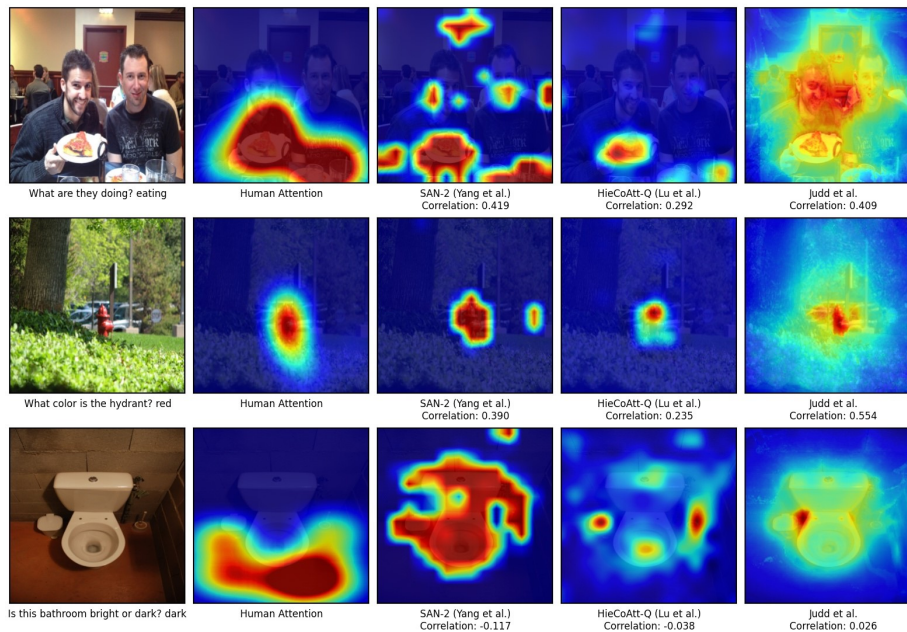 New York
What are they doing? eating
Human Attention
SAN-2 (Yang et al.)
Correlation: 0.419
HieCoAtt-Q (Lu et al.)
Correlation: 0.292
Judd et al.
Correlation: 0.409
What color is the hydrant? red
Human Attention
SAN-2 (Yang et al.)
Correlation: 0.390
HieCoAtt-Q (Lu et al.)
Correlation: 0.235
Judd et al.
Correlation: 0.554
Is this bathroom bright or dark? dark
Human Attention
SAN-2 (Yang et al.)
Correlation: -0.117
HieCoAtt-Q (Lu et al.)
Correlation: -0.038
Judd et al.
Correlation: 0.026